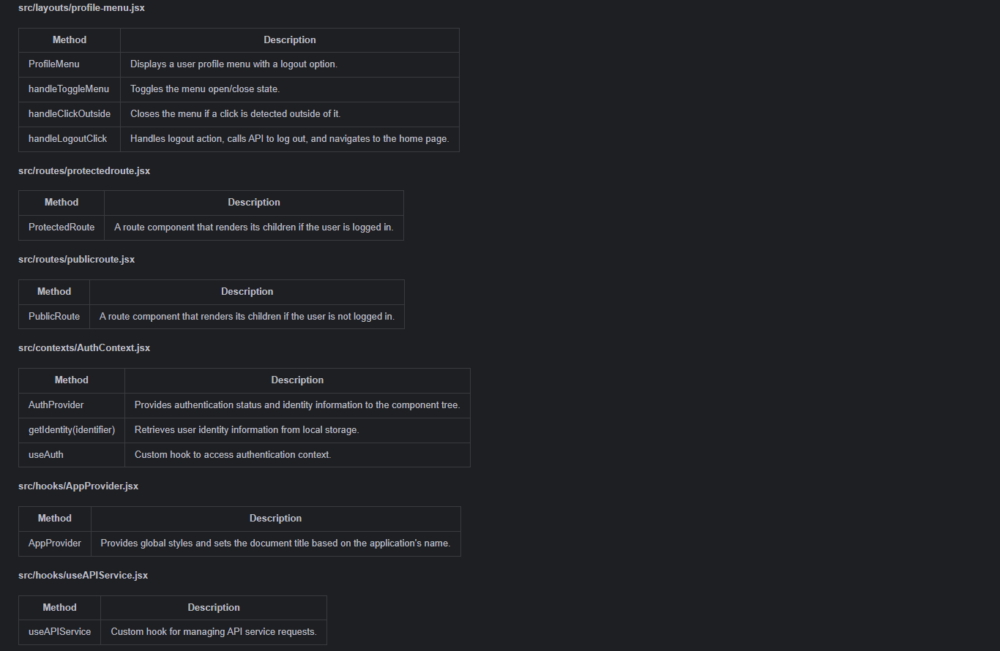 src/layouts/profile-menu.jsx
Method Description
ProfileMenu Displays a user profile menu with a logout option.
handleToggleMenu Toggles the menu open/close state.
handleClickOutside Closes the menu if a click is detected outside of it.
handleLogoutClick Handles logout action, calls API to log out, and navigates to the home page.
src/routes/protectedroute.jsx
Method Description
ProtectedRoute A route component that renders its children if the user is logged in.
src/routes/publicroute.jsx
Method Description
PublicRoute A route component that renders its children if the user is not logged in.
src/contexts/AuthContext.jsx
Method Description
AuthProvider Provides authentication status and identity information to the component tree.
getIdentity(identifier) Retrieves user identity information from local storage.
useAuth Custom hook to access authentication context.
src/hooks/AppProvider.jsx
Method Description
AppProvider Provides global styles and sets the document title based on the application's name.
src/hooks/useAPIService.jsx
Method Description
useAPIService Custom hook for managing API service requests.